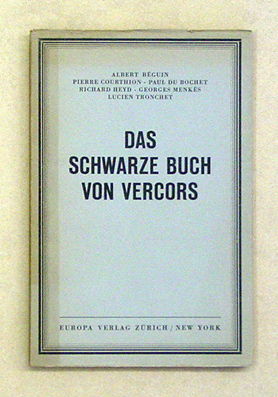 ALBERT BÉGUIN
PIERRE COURTHION · PAUL DU BOCHET
RICHARD HEYD · GEORGES MENKÈS
LUCIEN TRONCHET
DAS
SCHWARZE BUCH
VON VERCORS
EUROPA VERLAG ZÜRICH / NEW YORK